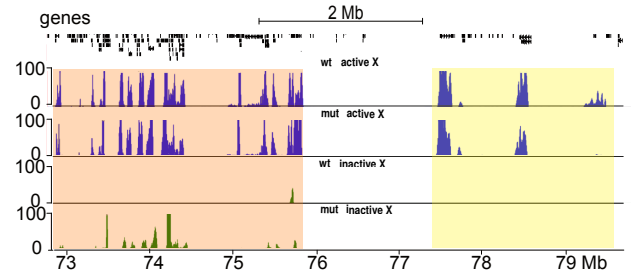 2 Mb
genes
wt active X
100
0
mut active X
100
0
wt inactive X
100
0
mut inactive X
100
0
73 74 75 76 77 78 79 Mb